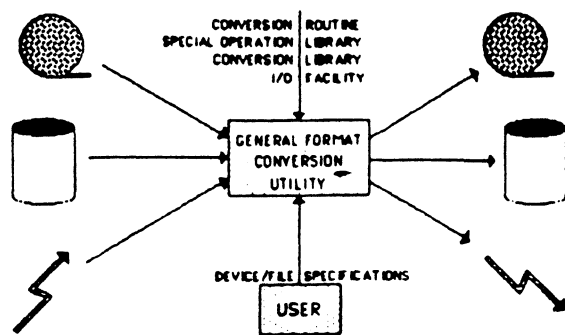 CONVERSION ROUTINE
SPECIAL OPERATION LIBRARY
CONVERSION LIBRARY
I/O FACILITY
GENERAL FORMAT
CONVERSION
UTILITY
DEVICE/FILE SPECIFICATIONS
USER